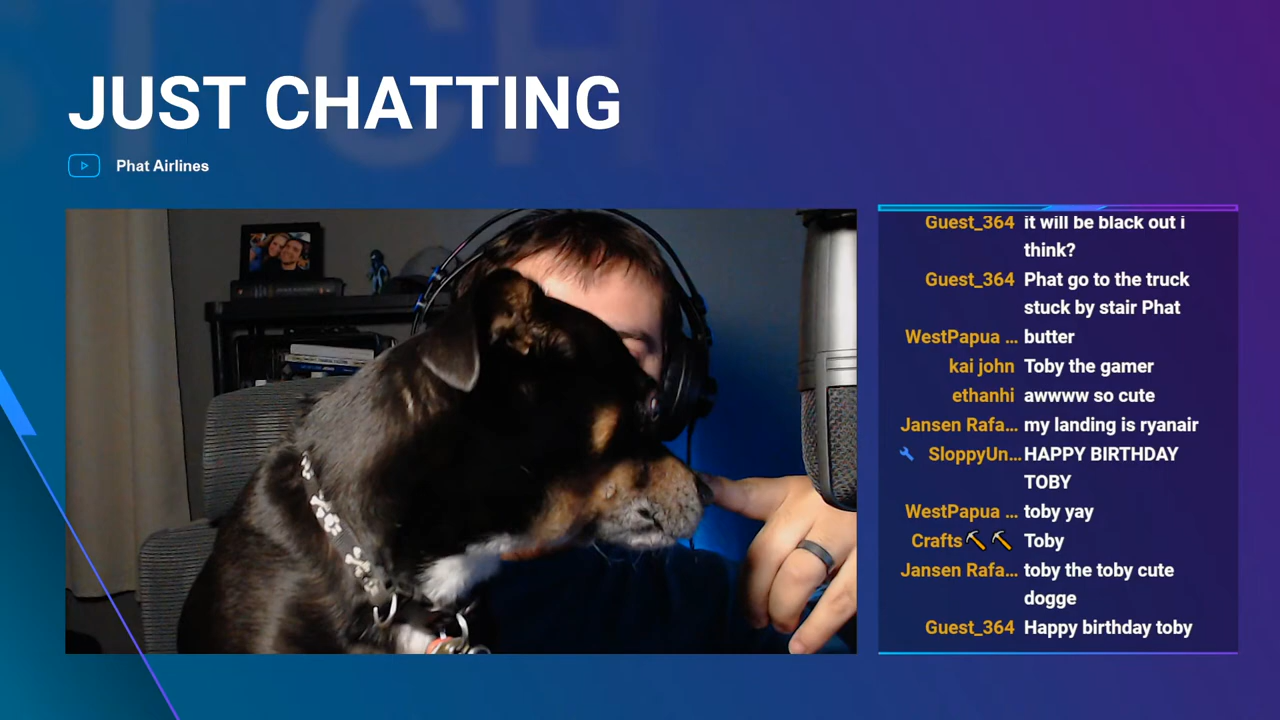 JUST CHATTING
Phat Airlines
Guest_364 it will be black out i
think?
Guest_364 Phat go to the truck
stuck by stair Phat
WestPapua ... butter
kai john Toby the gamer
ethanhi awwww so cute
Jansen Rafa... my landing is ryanair
SloppyUn... HAPPY BIRTHDAY
TOBY
WestPapua ... toby yay
Crafts⛏️⛏️ Toby
Jansen Rafa... toby the toby cute
dogge
Guest_364 Happy birthday toby